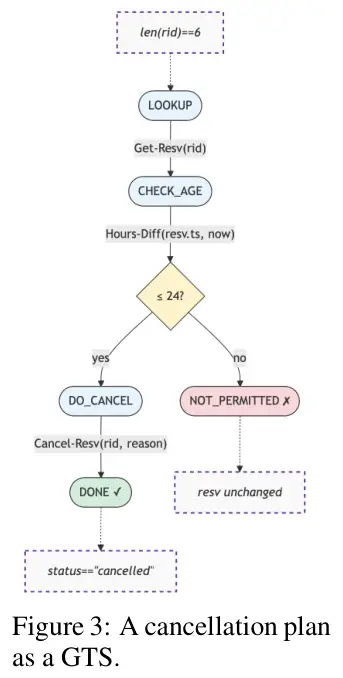 len(rid)==6
LOOKUP
Get-Resv(rid)
CHECK_AGE
Hours-Diff(resv.ts, now)
≤ 24?
yes
no
DO_CANCEL
NOT_PERMITTED ✗
Cancel-Resv(rid, reason)
DONE ✓
resv unchanged
status=="cancelled"
Figure 3: A cancellation plan
as a GTS.